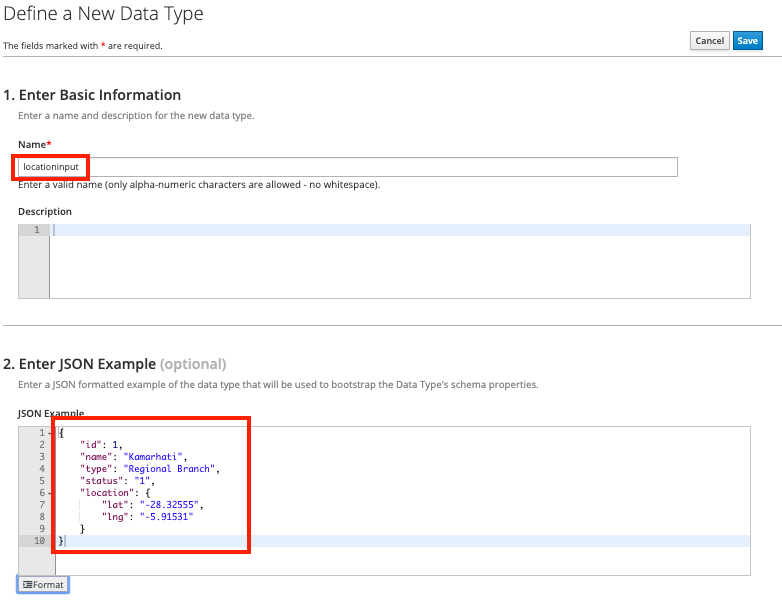 Define a New Data Type
The fields marked with * are required.
Cancel Save
1. Enter Basic Information
Enter a name and description for the new data type.
Name*
locationinput
Enter a valid name (only alpha-numeric characters are allowed - no whitespace).
Description
1
2. Enter JSON Example (optional)
Enter a JSON formatted example of the data type that will be used to bootstrap the Data Type's schema properties.
JSON Example
1 {
2 "id": 1,
3 "name": "Kamarhati",
4 "type": "Regional Branch",
5 "status": "1",
6 "location": {
7 "lat": "-28.32555",
8 "lng": "-5.91531"
9 }
10 }
Format